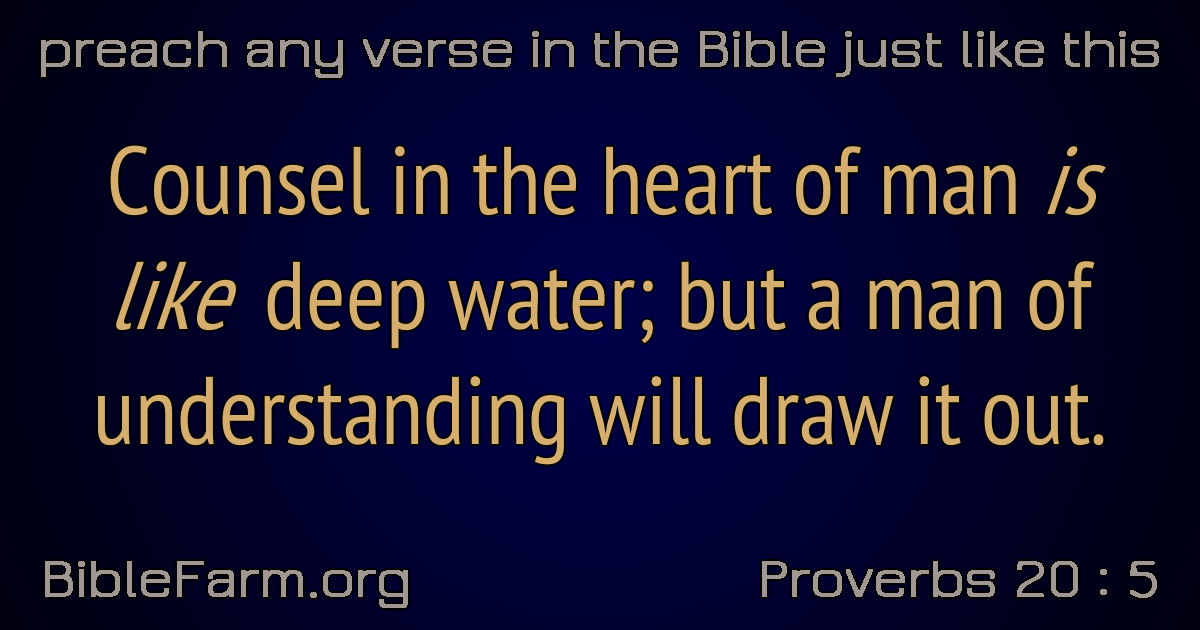 preach any verse in the Bible just like this
Counsel in the heart of man is
like deep water; but a man of
understanding will draw it out.
BibleFarm.org
Proverbs 20 : 5